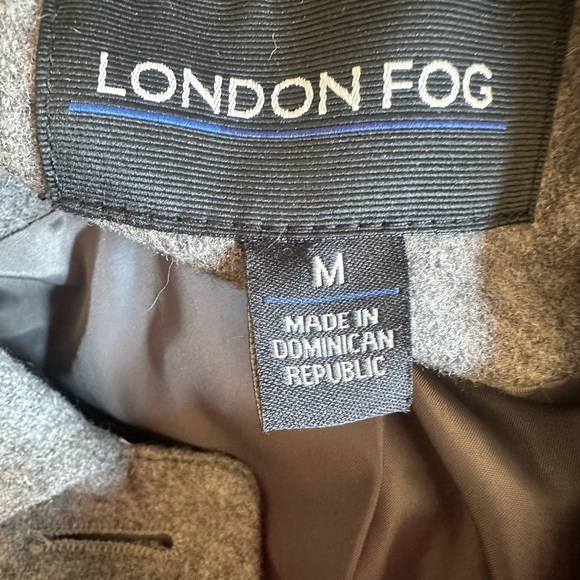 LONDON FOG
M
MADE IN
DOMINICAN
REPUBLIC